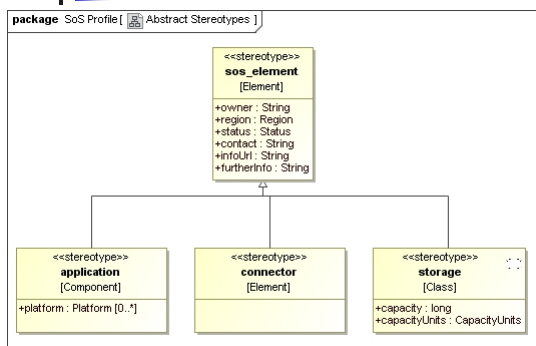 package SoS Profile [ Abstract Stereotypes ]
<<stereotype>>
sos_element
[Element]
+owner : String
+region : Region
+status : Status
+contact : String
+infoUrl : String
+furtherInfo : String
<<stereotype>>
application
[Component]
+platform : Platform [0..*]
<<stereotype>>
connector
[Element]
<<stereotype>>
storage
[Class]
+capacity : long
+capacityUnits : CapacityUnits